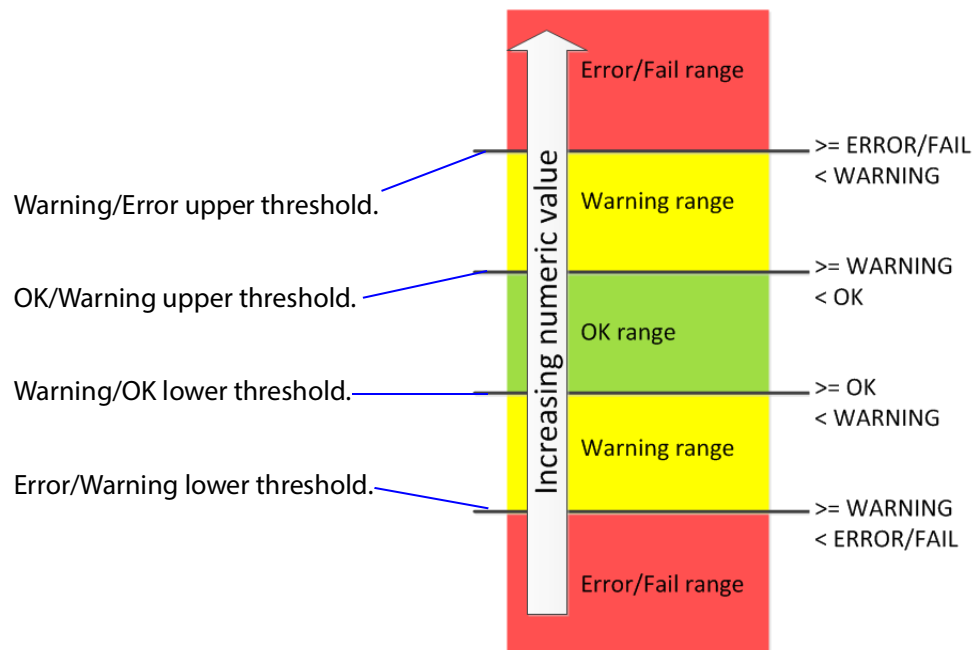 Error/Fail range
>= ERROR/FAIL
< WARNING
Warning/Error upper threshold.
Warning range
>= WARNING
< OK
OK/Warning upper threshold.
OK range
Increasing numeric value
Warning/OK lower threshold.
>= OK
< WARNING
Warning range
Error/Warning lower threshold.
>= WARNING
< ERROR/FAIL
Error/Fail range